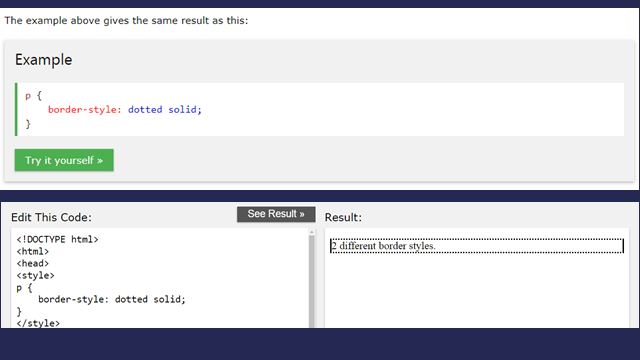 The example above gives the same result as this:
Example
p {
    border-style: dotted solid;
}
Try it yourself »
Edit This Code:
See Result »
Result:
<!DOCTYPE html>
<html>
<head>
<style>
p {
    border-style: dotted solid;
}
</style>
2 different border styles.